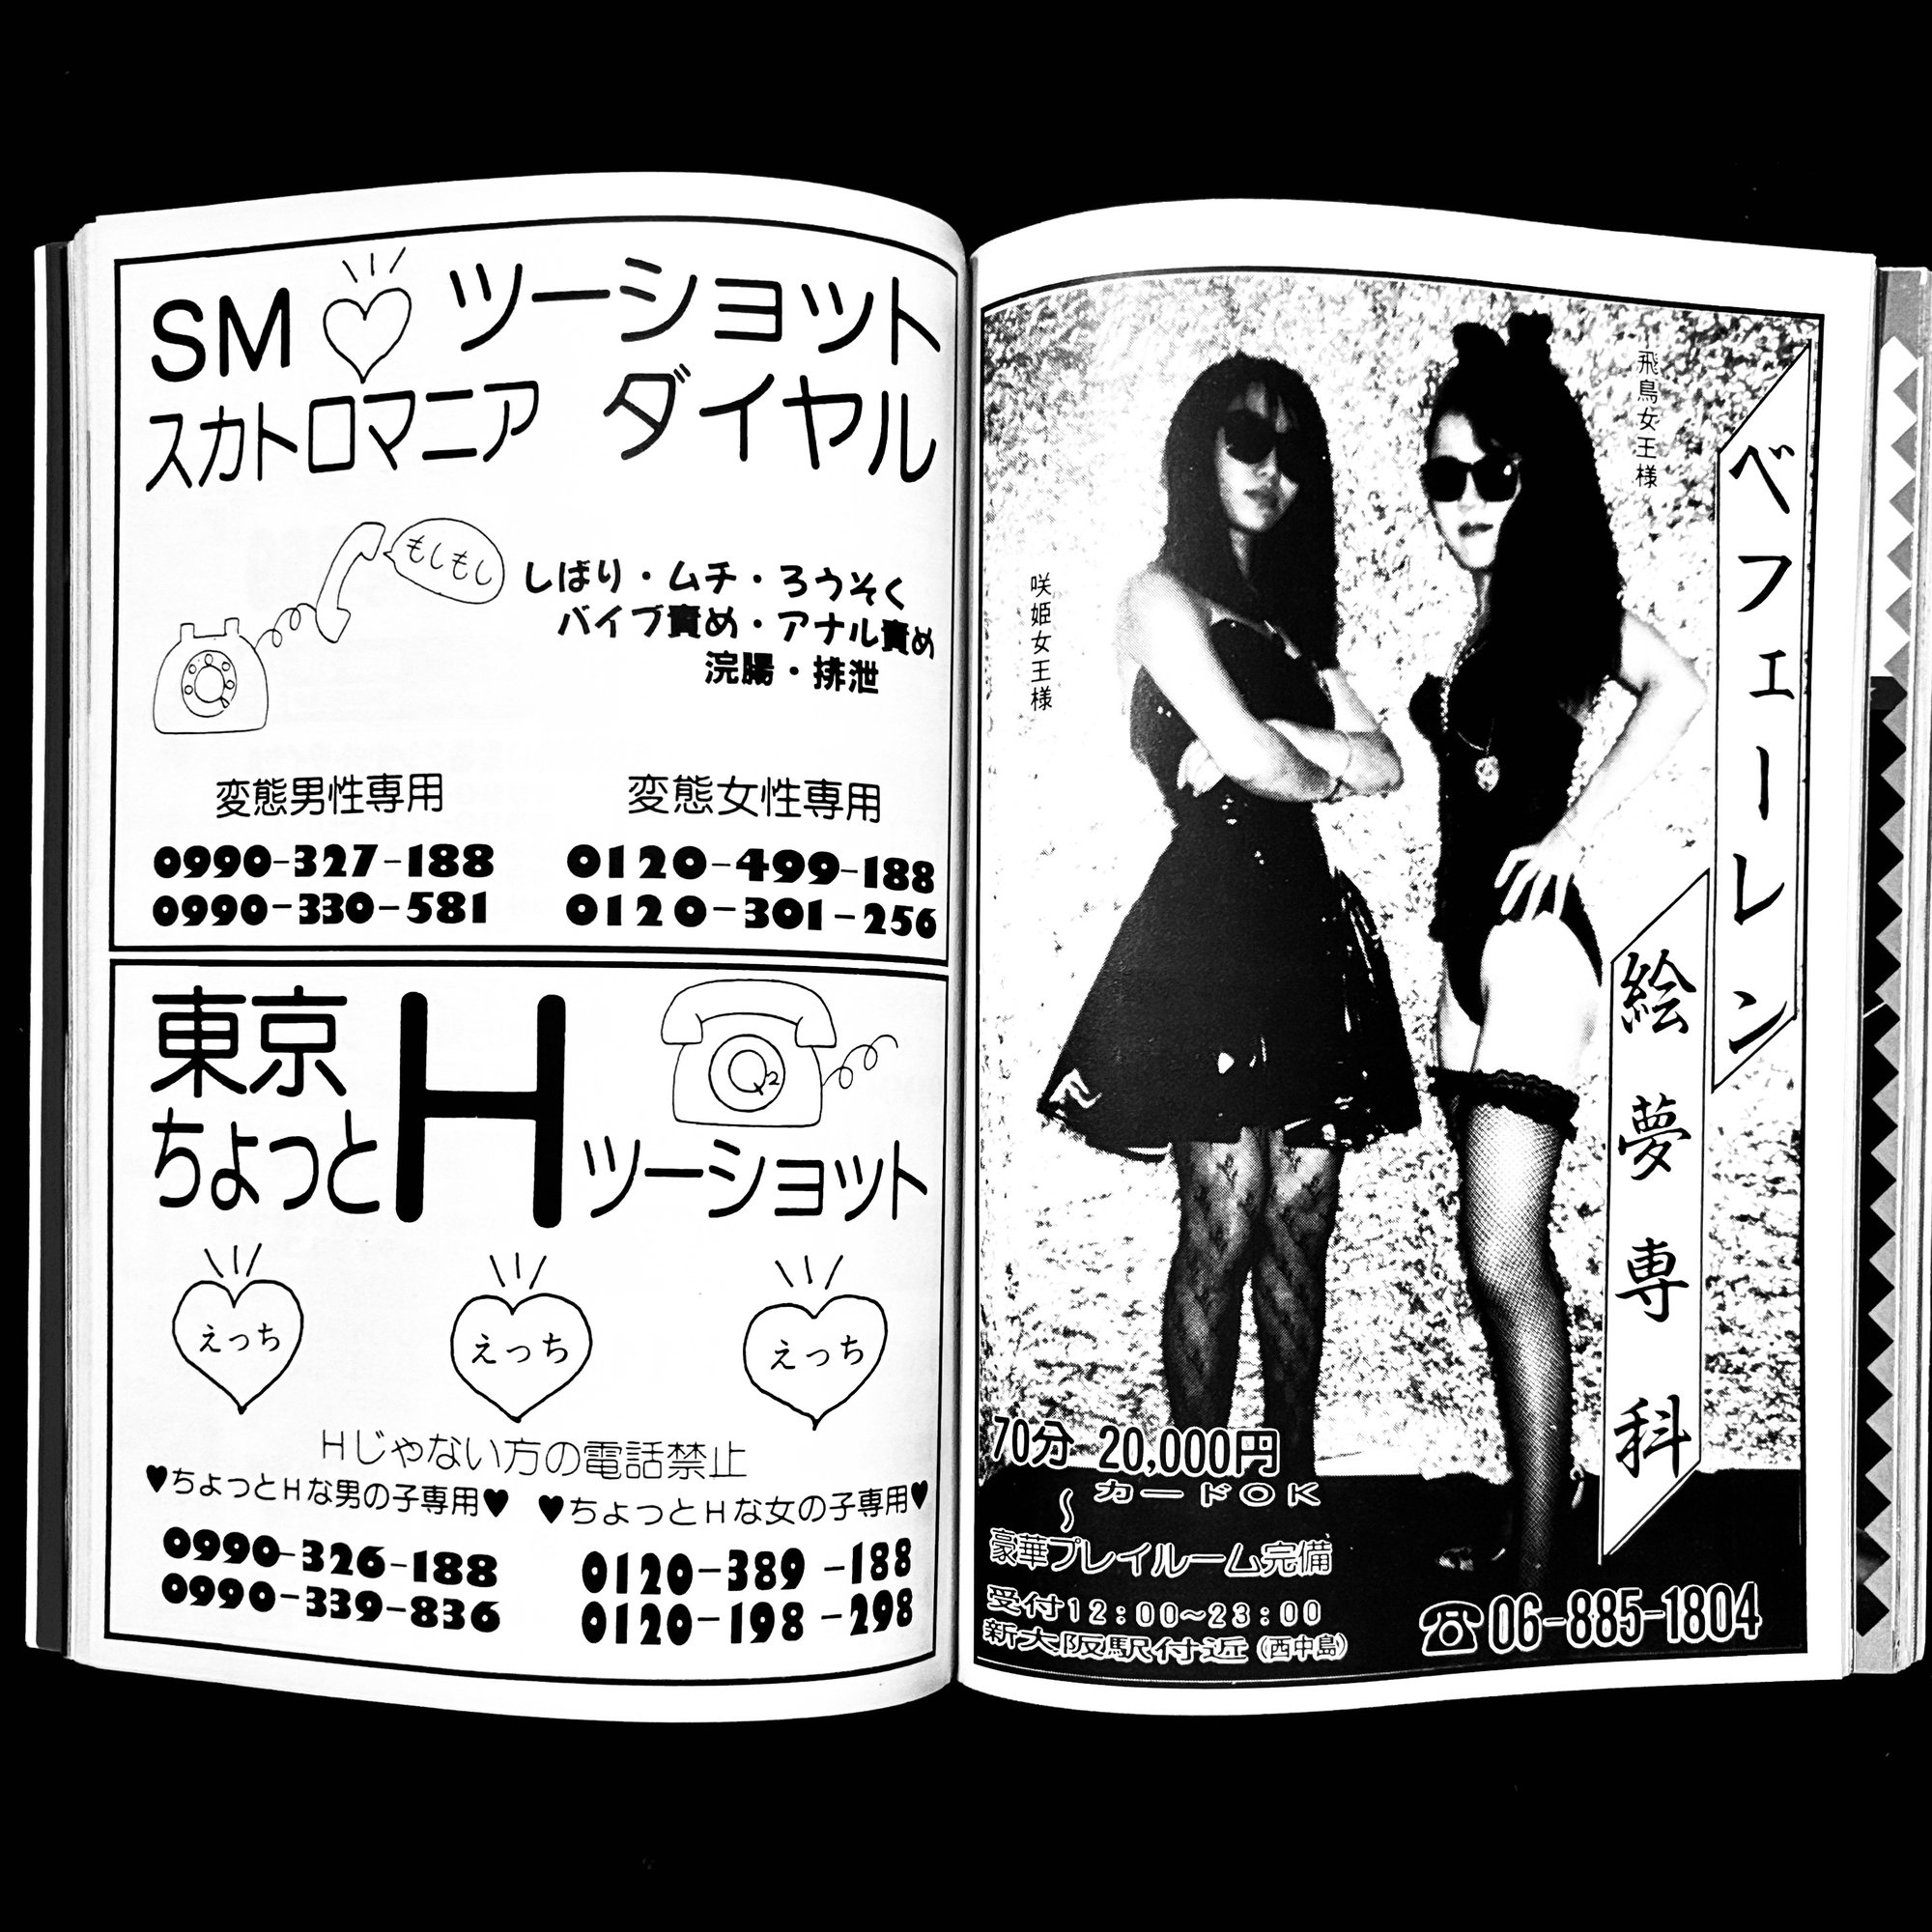 SM♡ツーショット
スカトロマニア ダイヤル
もしもし
しばり・ムチ・ろうそく
バイブ責め・アナル責め
浣腸・排泄
変態男性専用
0990-327-188
0990-330-581
変態女性専用
0120-499-188
0120-301-256
東京
ちょっとHツーショット
Q2
えっち
えっち
えっち
Hじゃない方の電話禁止
♥ちょっとHな男の子専用♥
0990-326-188
0990-339-836
♥ちょっとHな女の子専用♥
0120-389-188
0120-198-298
ベフェーレン
絵夢専科
飛鳥女王様
咲姫女王様
70分 20,000円
〜 カードOK
豪華プレイルーム完備
受付12:00〜23:00
新大阪駅付近(西中島)
☎06-885-1804